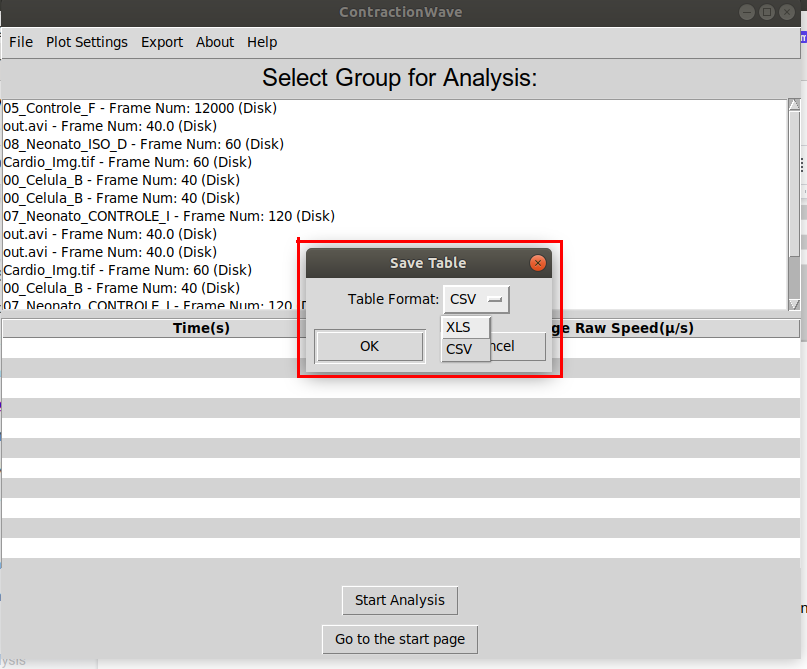 ContractionWave
File Plot Settings Export About Help
Select Group for Analysis:
05_Controle_F - Frame Num: 12000 (Disk)
out.avi - Frame Num: 40.0 (Disk)
08_Neonato_ISO_D - Frame Num: 60 (Disk)
Cardio_Img.tif - Frame Num: 60 (Disk)
00_Celula_B - Frame Num: 40 (Disk)
00_Celula_B - Frame Num: 40 (Disk)
07_Neonato_CONTROLE_I - Frame Num: 120 (Disk)
out.avi - Frame Num: 40.0 (Disk)
out.avi - Frame Num: 40.0 (Disk)
Cardio_Img.tif - Frame Num: 60 (Disk)
00_Celula_B - Frame Num: 40 (Disk)
07_Neonato_CONTROLE_I - Frame Num: 120
Save Table
Table Format: CSV
XLS
CSV
OK
ncel
Time(s)
ge Raw Speed(µ/s)
Start Analysis
Go to the start page
lysis